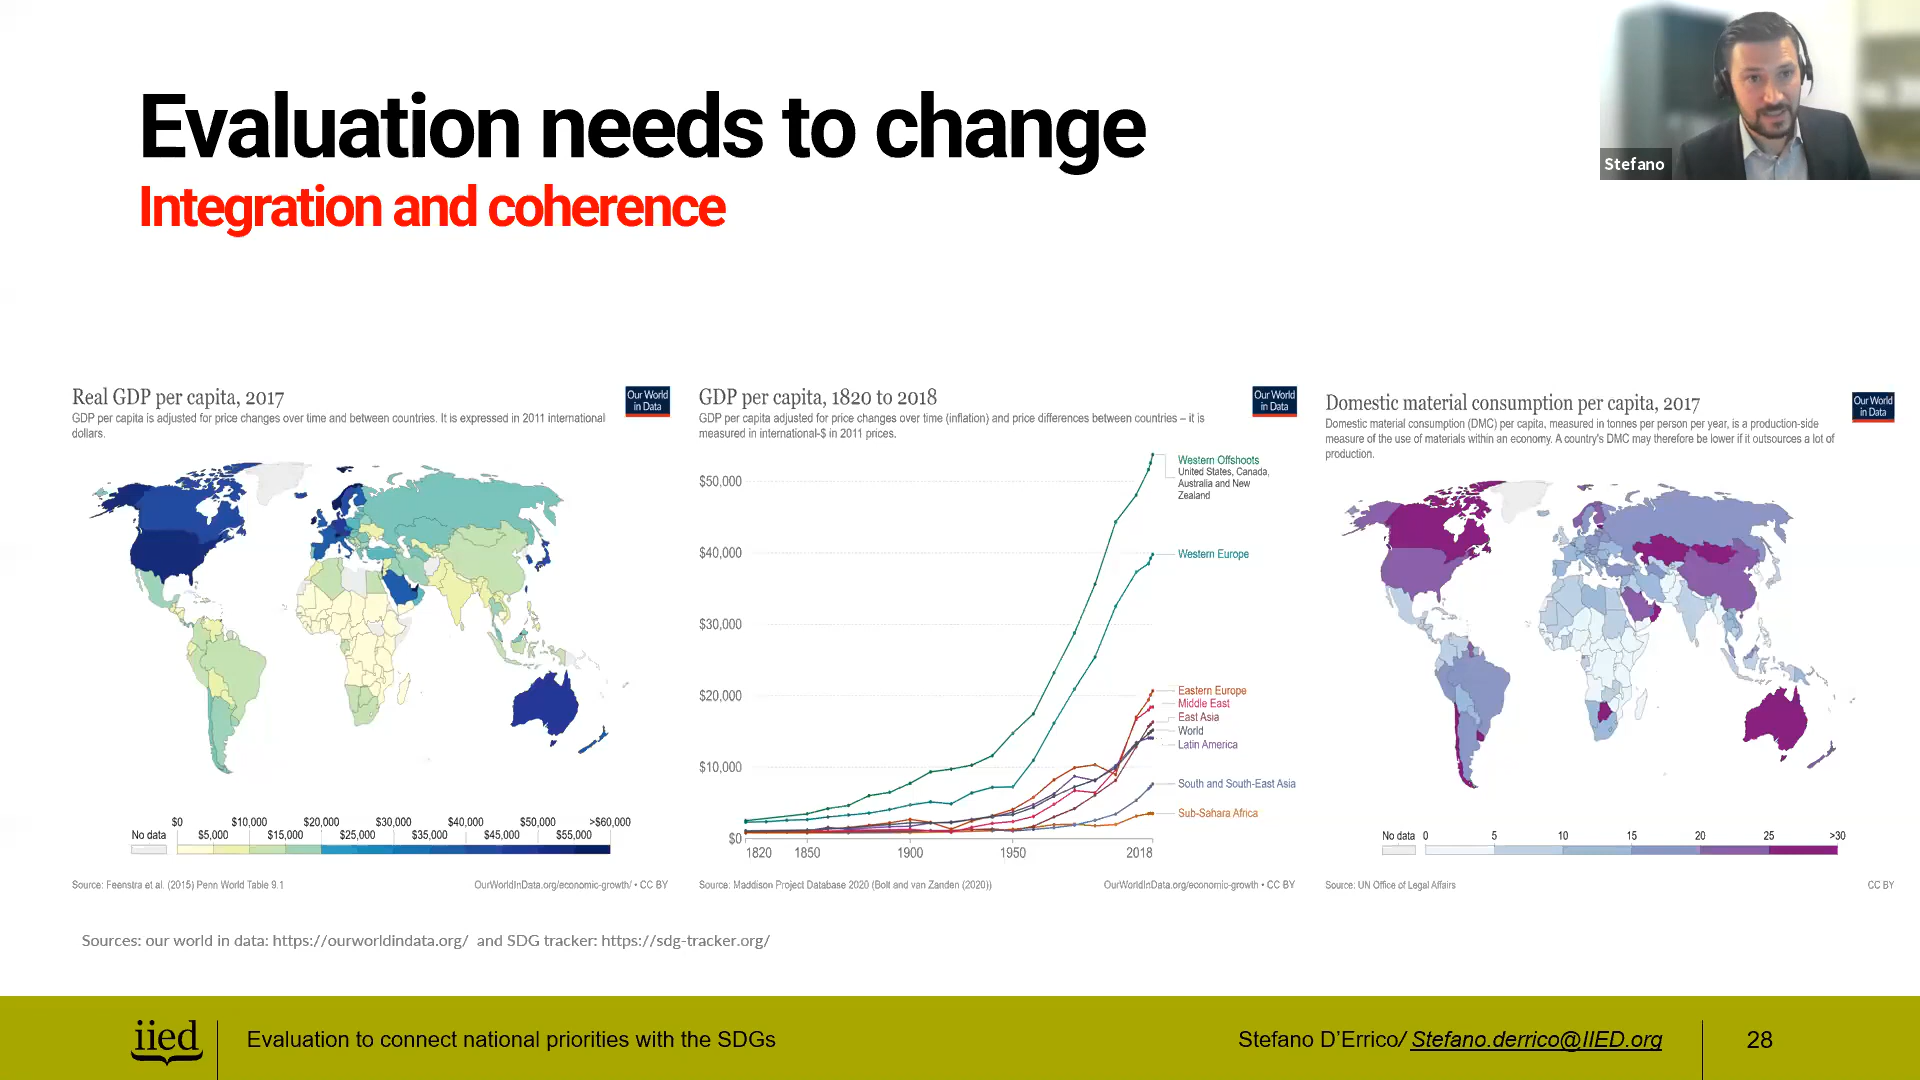 Evaluation needs to change
Integration and coherence
Stefano
Real GDP per capita, 2017
GDP per capita is adjusted for price changes over time and between countries. It is expressed in 2011 international
dollars.
Our World
in Data
No data
$0
$5,000
$10,000
$15,000
$20,000
$25,000
$30,000
$35,000
$40,000
$45,000
$50,000
$55,000
>$60,000
Source: Feenstra et al. (2015) Penn World Table 9.1
OurWorldInData.org/economic-growth/ • CC BY
GDP per capita, 1820 to 2018
GDP per capita adjusted for price changes over time (inflation) and price differences between countries – it is
measured in international-$ in 2011 prices.
Our World
in Data
$50,000
$40,000
$30,000
$20,000
$10,000
$0
1820
1850
1900
1950
2018
Western Offshoots
United States, Canada,
Australia and New
Zealand
Western Europe
Eastern Europe
Middle East
East Asia
World
Latin America
South and South-East Asia
Sub-Sahara Africa
Source: Maddison Project Database 2020 (Bolt and van Zanden (2020))
OurWorldInData.org/economic-growth • CC BY
Domestic material consumption per capita, 2017
Domestic material consumption (DMC) per capita, measured in tonnes per person per year, is a production-side
measure of the use of materials within an economy. A country's DMC may therefore be lower if it outsources a lot of
production.
Our World
in Data
No data
0
5
10
15
20
25
>30
Source: UN Office of Legal Affairs
CC BY
Sources: our world in data: https://ourworldindata.org/ and SDG tracker: https://sdg-tracker.org/
iied
Evaluation to connect national priorities with the SDGs
Stefano D'Errico/ Stefano.derrico@IIED.org
28